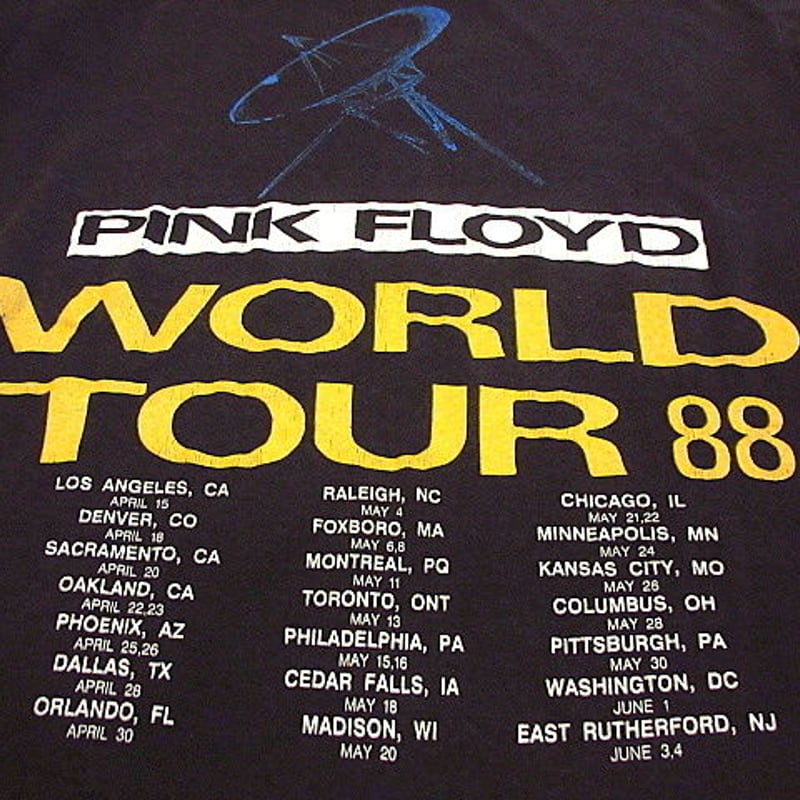 PINK FLOYD
WORLD
TOUR 88
LOS ANGELES, CA
APRIL 15
DENVER, CO
APRIL 18
SACRAMENTO, CA
APRIL 20
OAKLAND, CA
APRIL 22,23
PHOENIX, AZ
APRIL 25,26
DALLAS, TX
APRIL 28
ORLANDO, FL
APRIL 30
RALEIGH, NC
MAY 4
FOXBORO, MA
MAY 6,8
MONTREAL, PQ
MAY 11
TORONTO, ONT
MAY 13
PHILADELPHIA, PA
MAY 15,16
CEDAR FALLS, IA
MAY 18
MADISON, WI
MAY 20
CHICAGO, IL
MAY 21,22
MINNEAPOLIS, MN
MAY 24
KANSAS CITY, MO
MAY 26
COLUMBUS, OH
MAY 28
PITTSBURGH, PA
MAY 30
WASHINGTON, DC
JUNE 1
EAST RUTHERFORD, NJ
JUNE 3,4